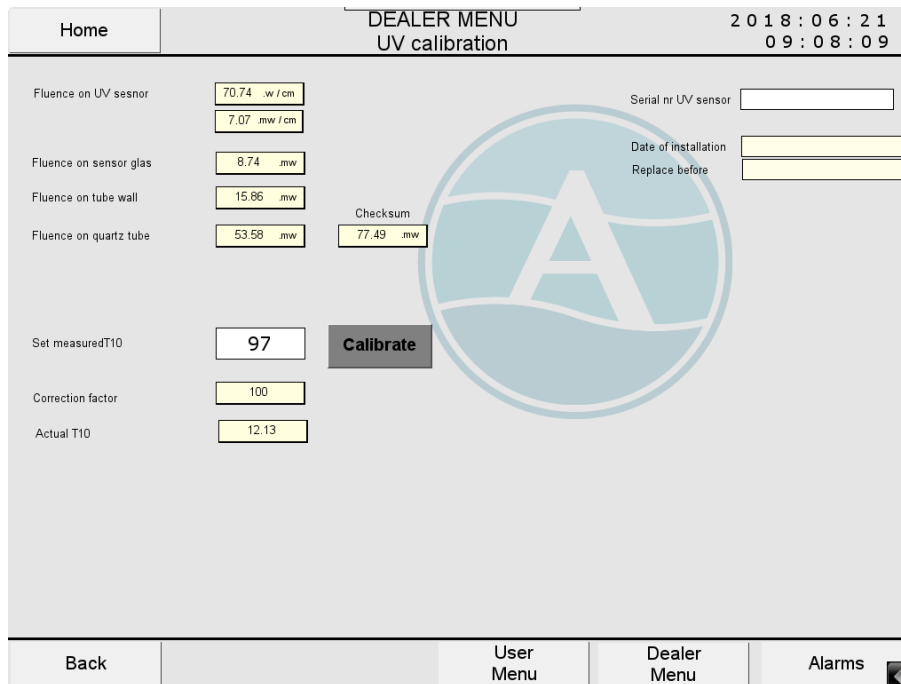 Home
DEALER MENU
UV calibration
2018:06:21
09:08:09
Fluence on UV sesnor
70.74 .w / cm
7.07 .mw / cm
Serial nr UV sensor
Date of installation
Replace before
Fluence on sensor glas
8.74 .mw
Fluence on tube wall
15.86 .mw
Checksum
Fluence on quartz tube
53.58 .mw
77.49 .mw
A
Set measuredT10
97
Calibrate
Correction factor
100
Actual T10
12.13
Back
User
Menu
Dealer
Menu
Alarms